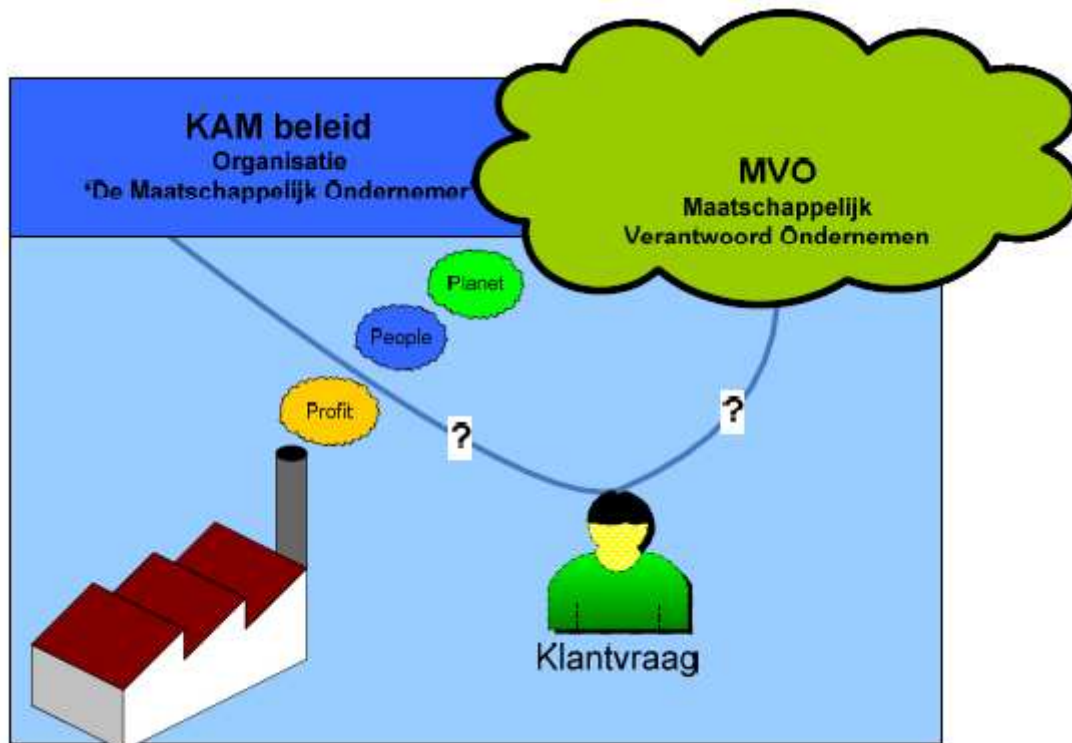 KAM beleid
Organisatie
‘De Maatschappelijk Ondernemer’
MVO
Maatschappelijk
Verantwoord Ondernemen
Planet
People
Profit
?
?
Klantvraag